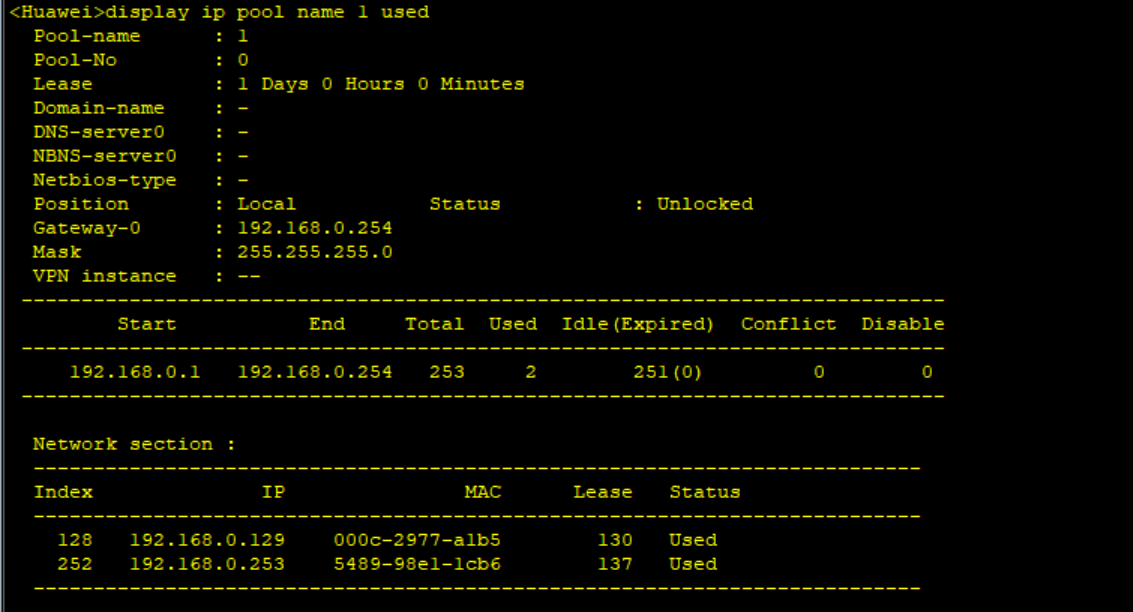 <Huawei>display ip pool name 1 used
Pool-name : 1
Pool-No : 0
Lease : 1 Days 0 Hours 0 Minutes
Domain-name : -
DNS-server0 : -
NBNS-server0 : -
Netbios-type : -
Position : Local Status : Unlocked
Gateway-0 : 192.168.0.254
Mask : 255.255.255.0
VPN instance : --
-----------------------------------------------------------------------------
Start End Total Used Idle(Expired) Conflict Disable
-----------------------------------------------------------------------------
192.168.0.1 192.168.0.254 253 2 251(0) 0 0
-----------------------------------------------------------------------------
Network section :
--------------------------------------------------------------------------
Index IP MAC Lease Status
--------------------------------------------------------------------------
128 192.168.0.129 000c-2977-a1b5 130 Used
252 192.168.0.253 5489-98e1-1cb6 137 Used
--------------------------------------------------------------------------